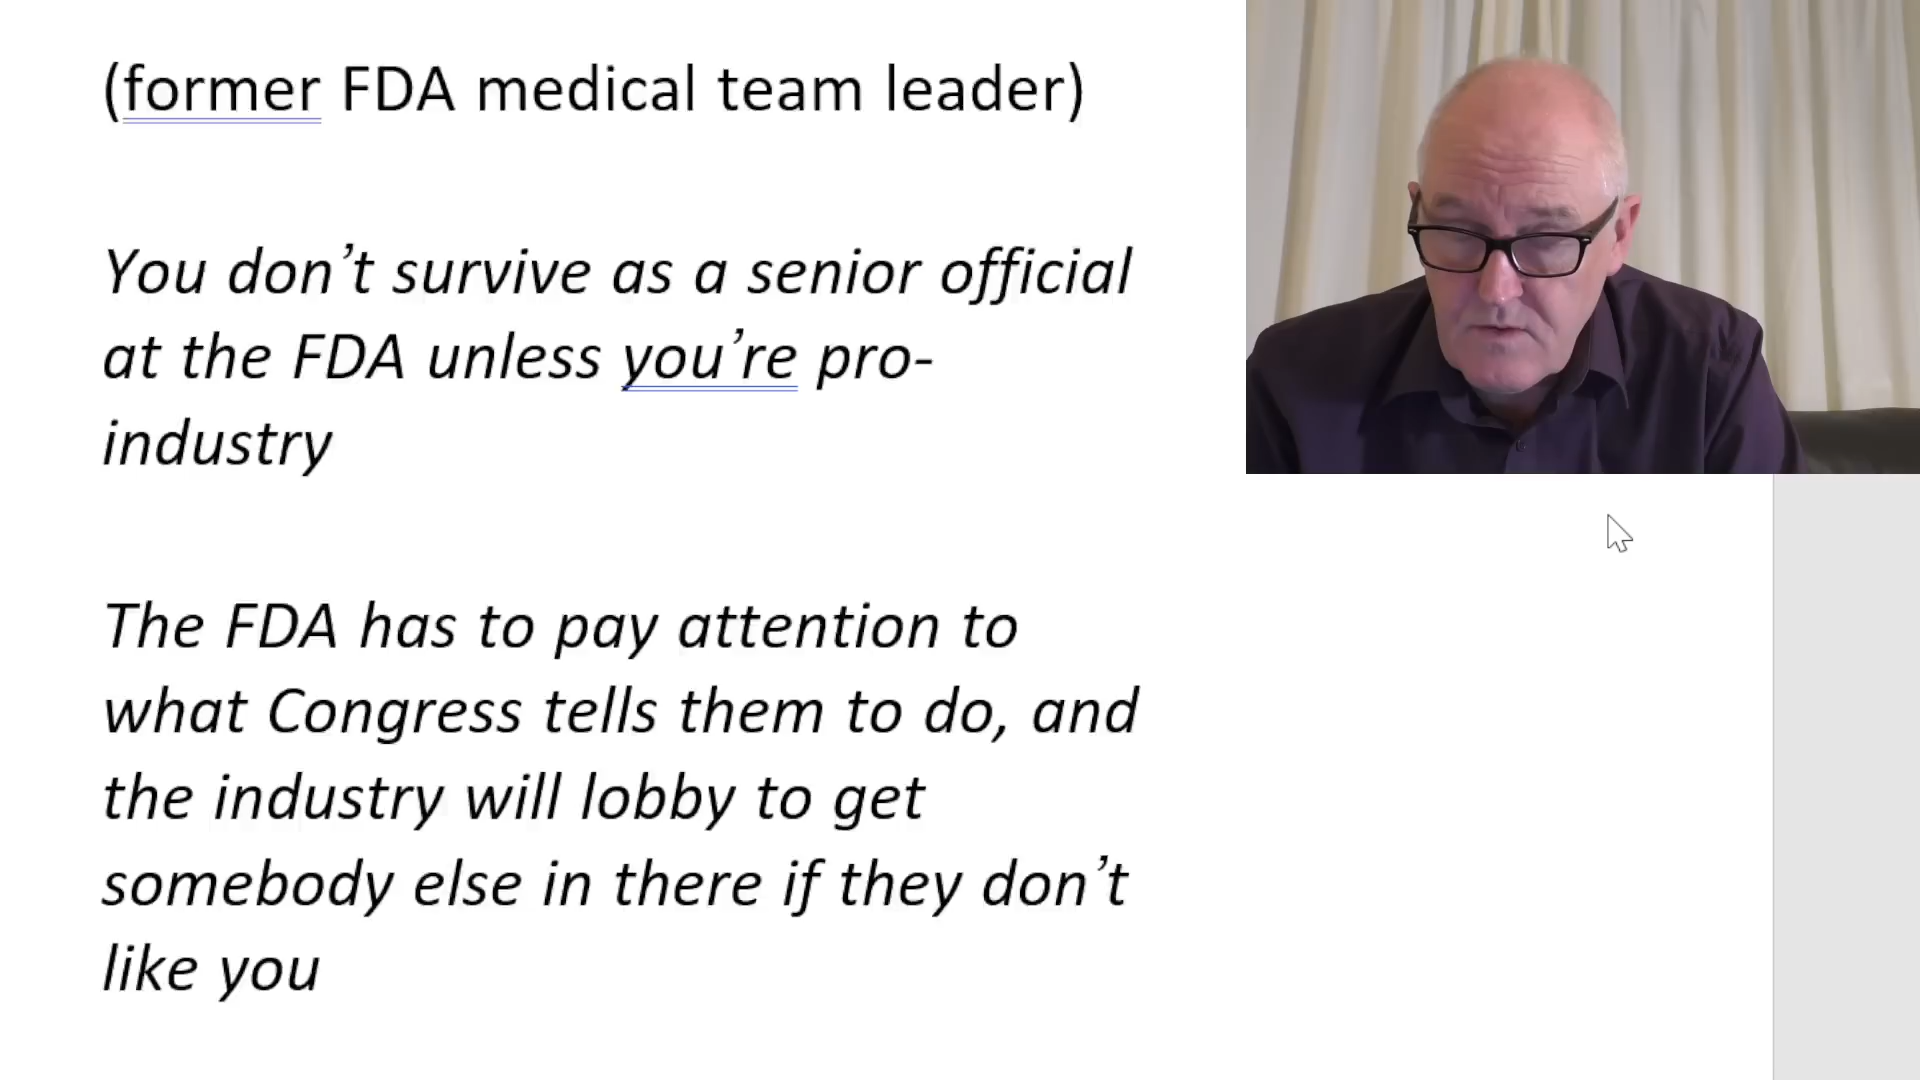 (former FDA medical team leader)
You don’t survive as a senior official
at the FDA unless you’re pro-
industry
The FDA has to pay attention to
what Congress tells them to do, and
the industry will lobby to get
somebody else in there if they don’t
like you